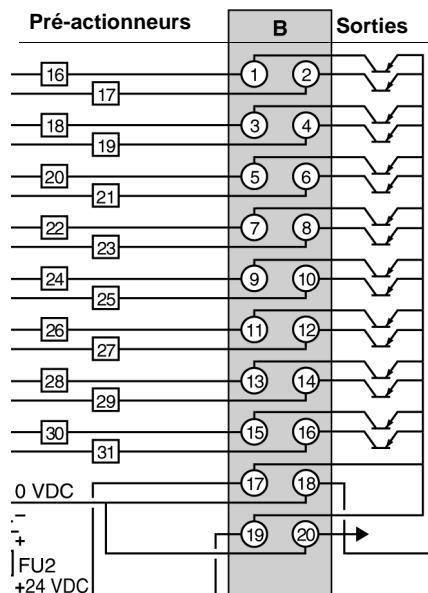 Pré-actionneurs B Sorties
16 1 2
17
18 3 4
19
20 5 6
21
22 7 8
23
24 9 10
25
26 11 12
27
28 13 14
29
30 15 16
31
17 18
0 VDC
–
19 20
+
FU2
+24 VDC